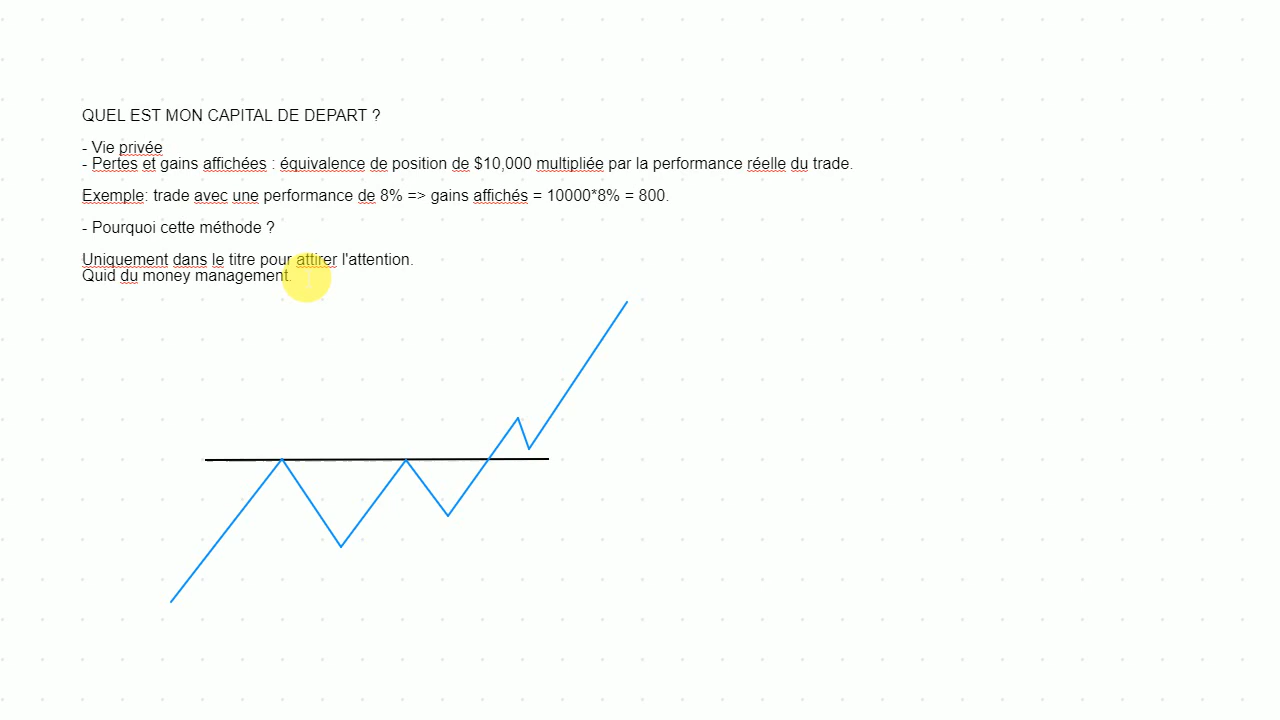 QUEL EST MON CAPITAL DE DEPART ?
- Vie privée
- Pertes et gains affichées : équivalence de position de $10,000 multipliée par la performance réelle du trade.
Exemple: trade avec une performance de 8% => gains affichés = 10000*8% = 800.
- Pourquoi cette méthode ?
Uniquement dans le titre pour attirer l'attention.
Quid du money management.